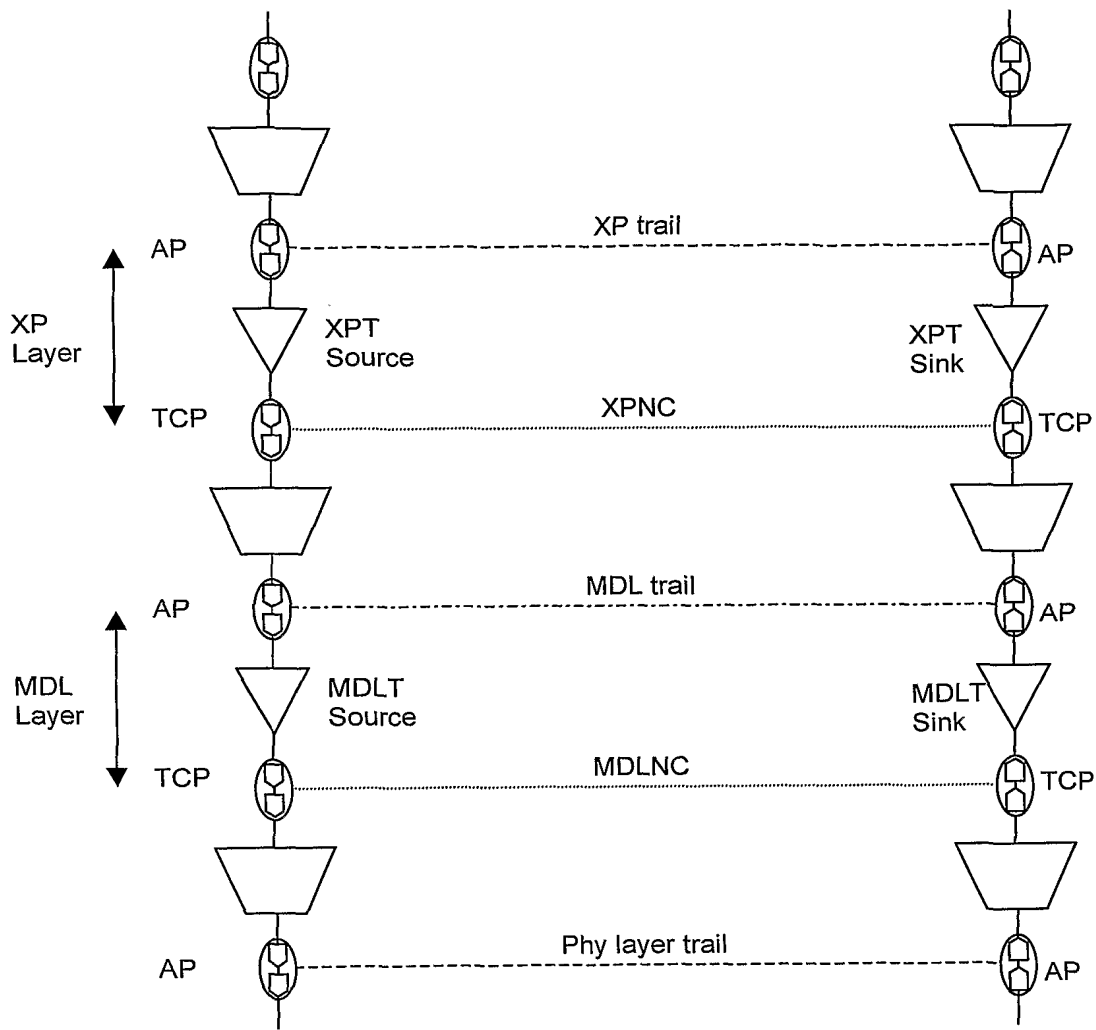 XP trail
AP
AP
XP
Layer
XPT
Source
XPT
Sink
XPNC
TCP
TCP
MDL trail
AP
AP
MDL
Layer
MDLT
Source
MDLT
Sink
MDLNC
TCP
TCP
Phy layer trail
AP
AP